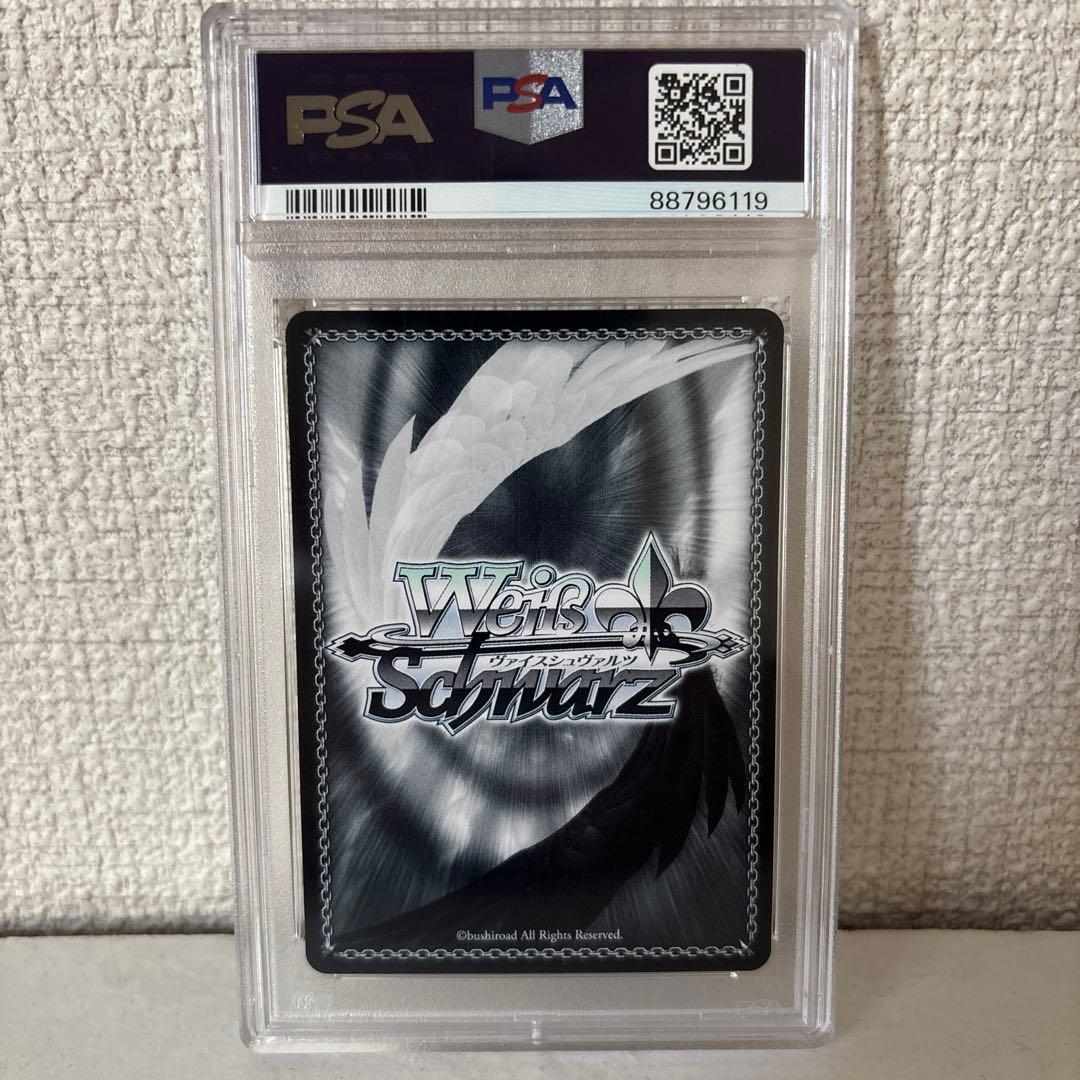 PSA
PSA
88796119
Weiß
ヴァイスシュヴァルツ
Schwarz
©bushiroad All Rights Reserved.
PSA